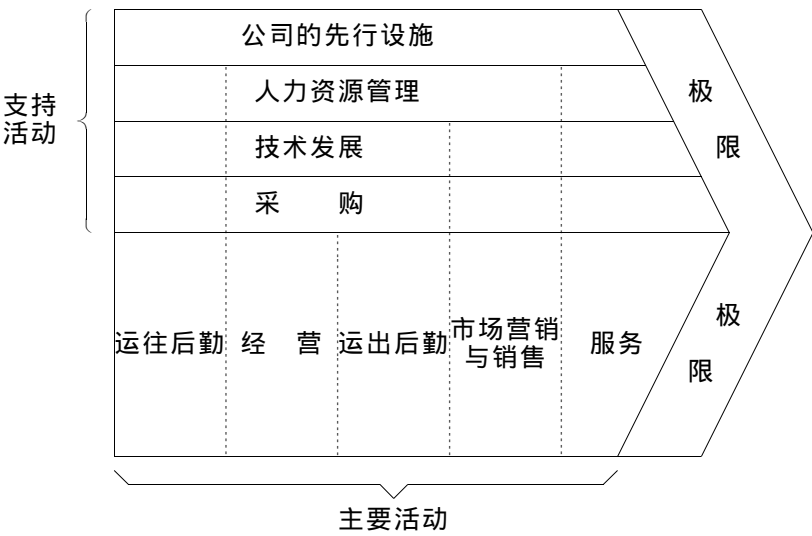 公司的先行设施
支持
活动
人力资源管理
极
技术发展
限
采 购
运往后勤
经 营
运出后勤
市场营销
与销售
服务
极
限
主要活动